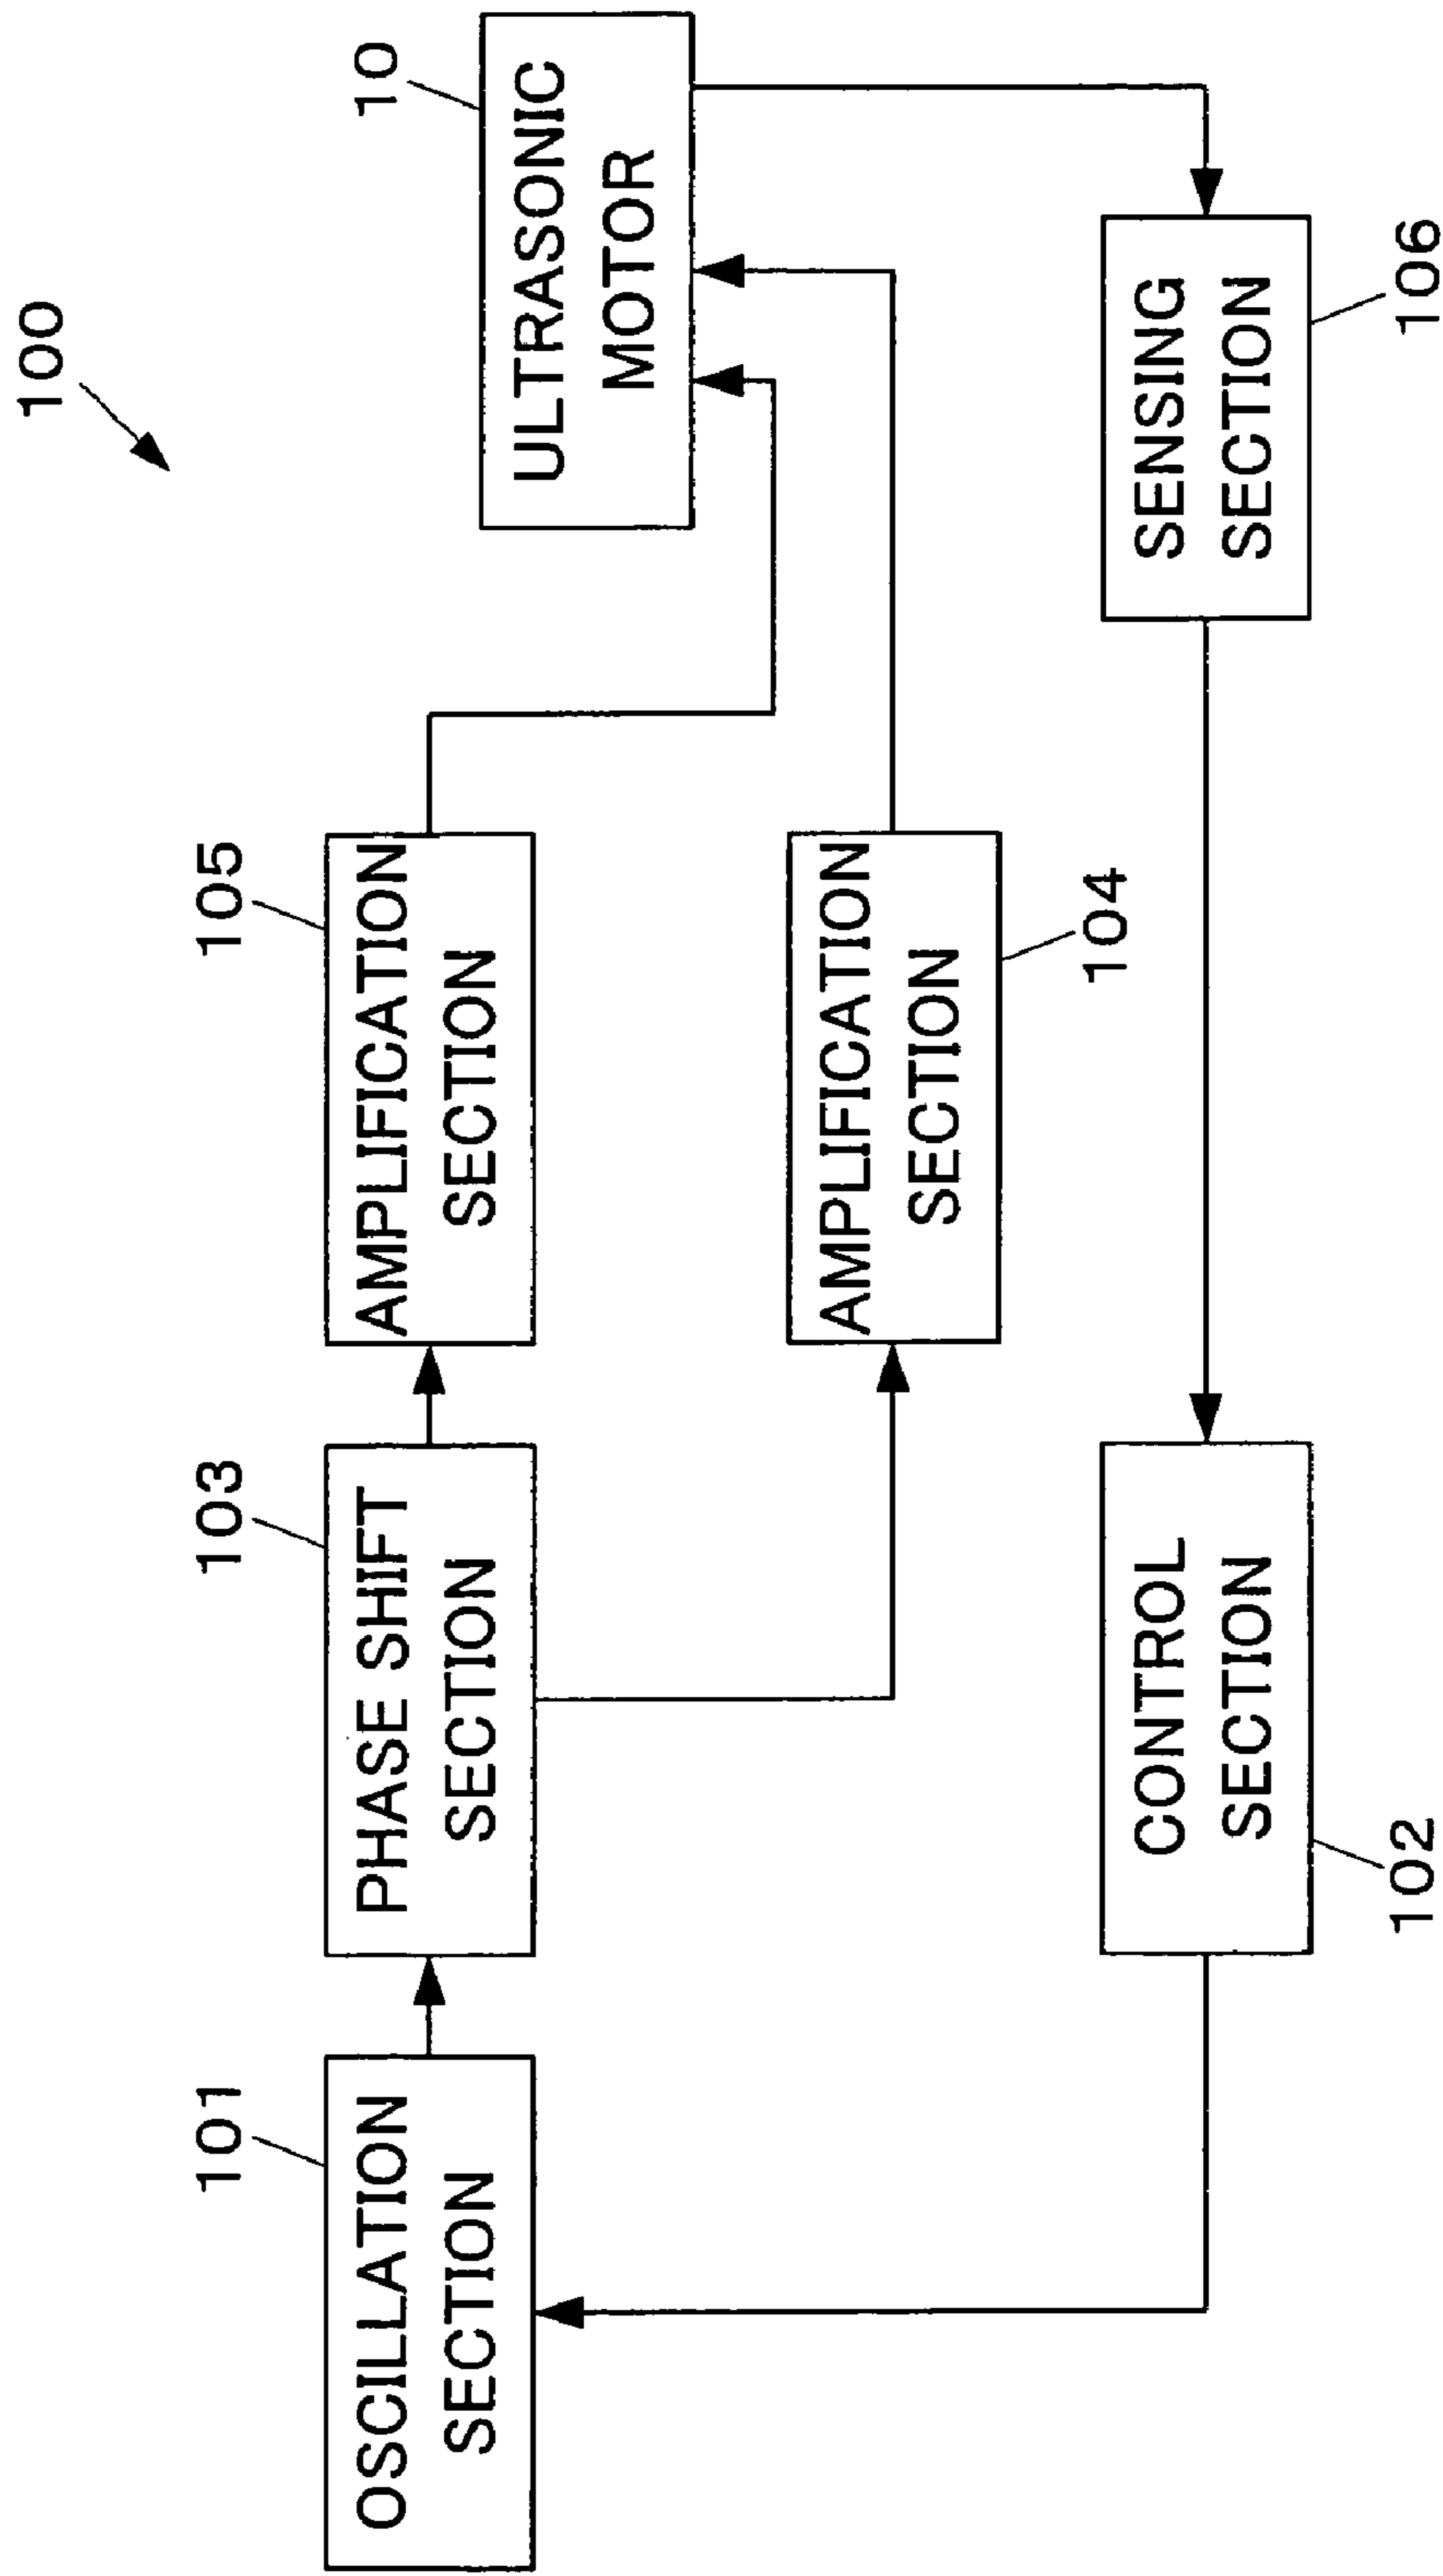 100
10
ULTRASONIC
MOTOR
105
AMPLIFICATION
SECTION
103
PHASE SHIFT
SECTION
101
OSCILLATION
SECTION
AMPLIFICATION
SECTION
104
SENSING
SECTION
106
CONTROL
SECTION
102